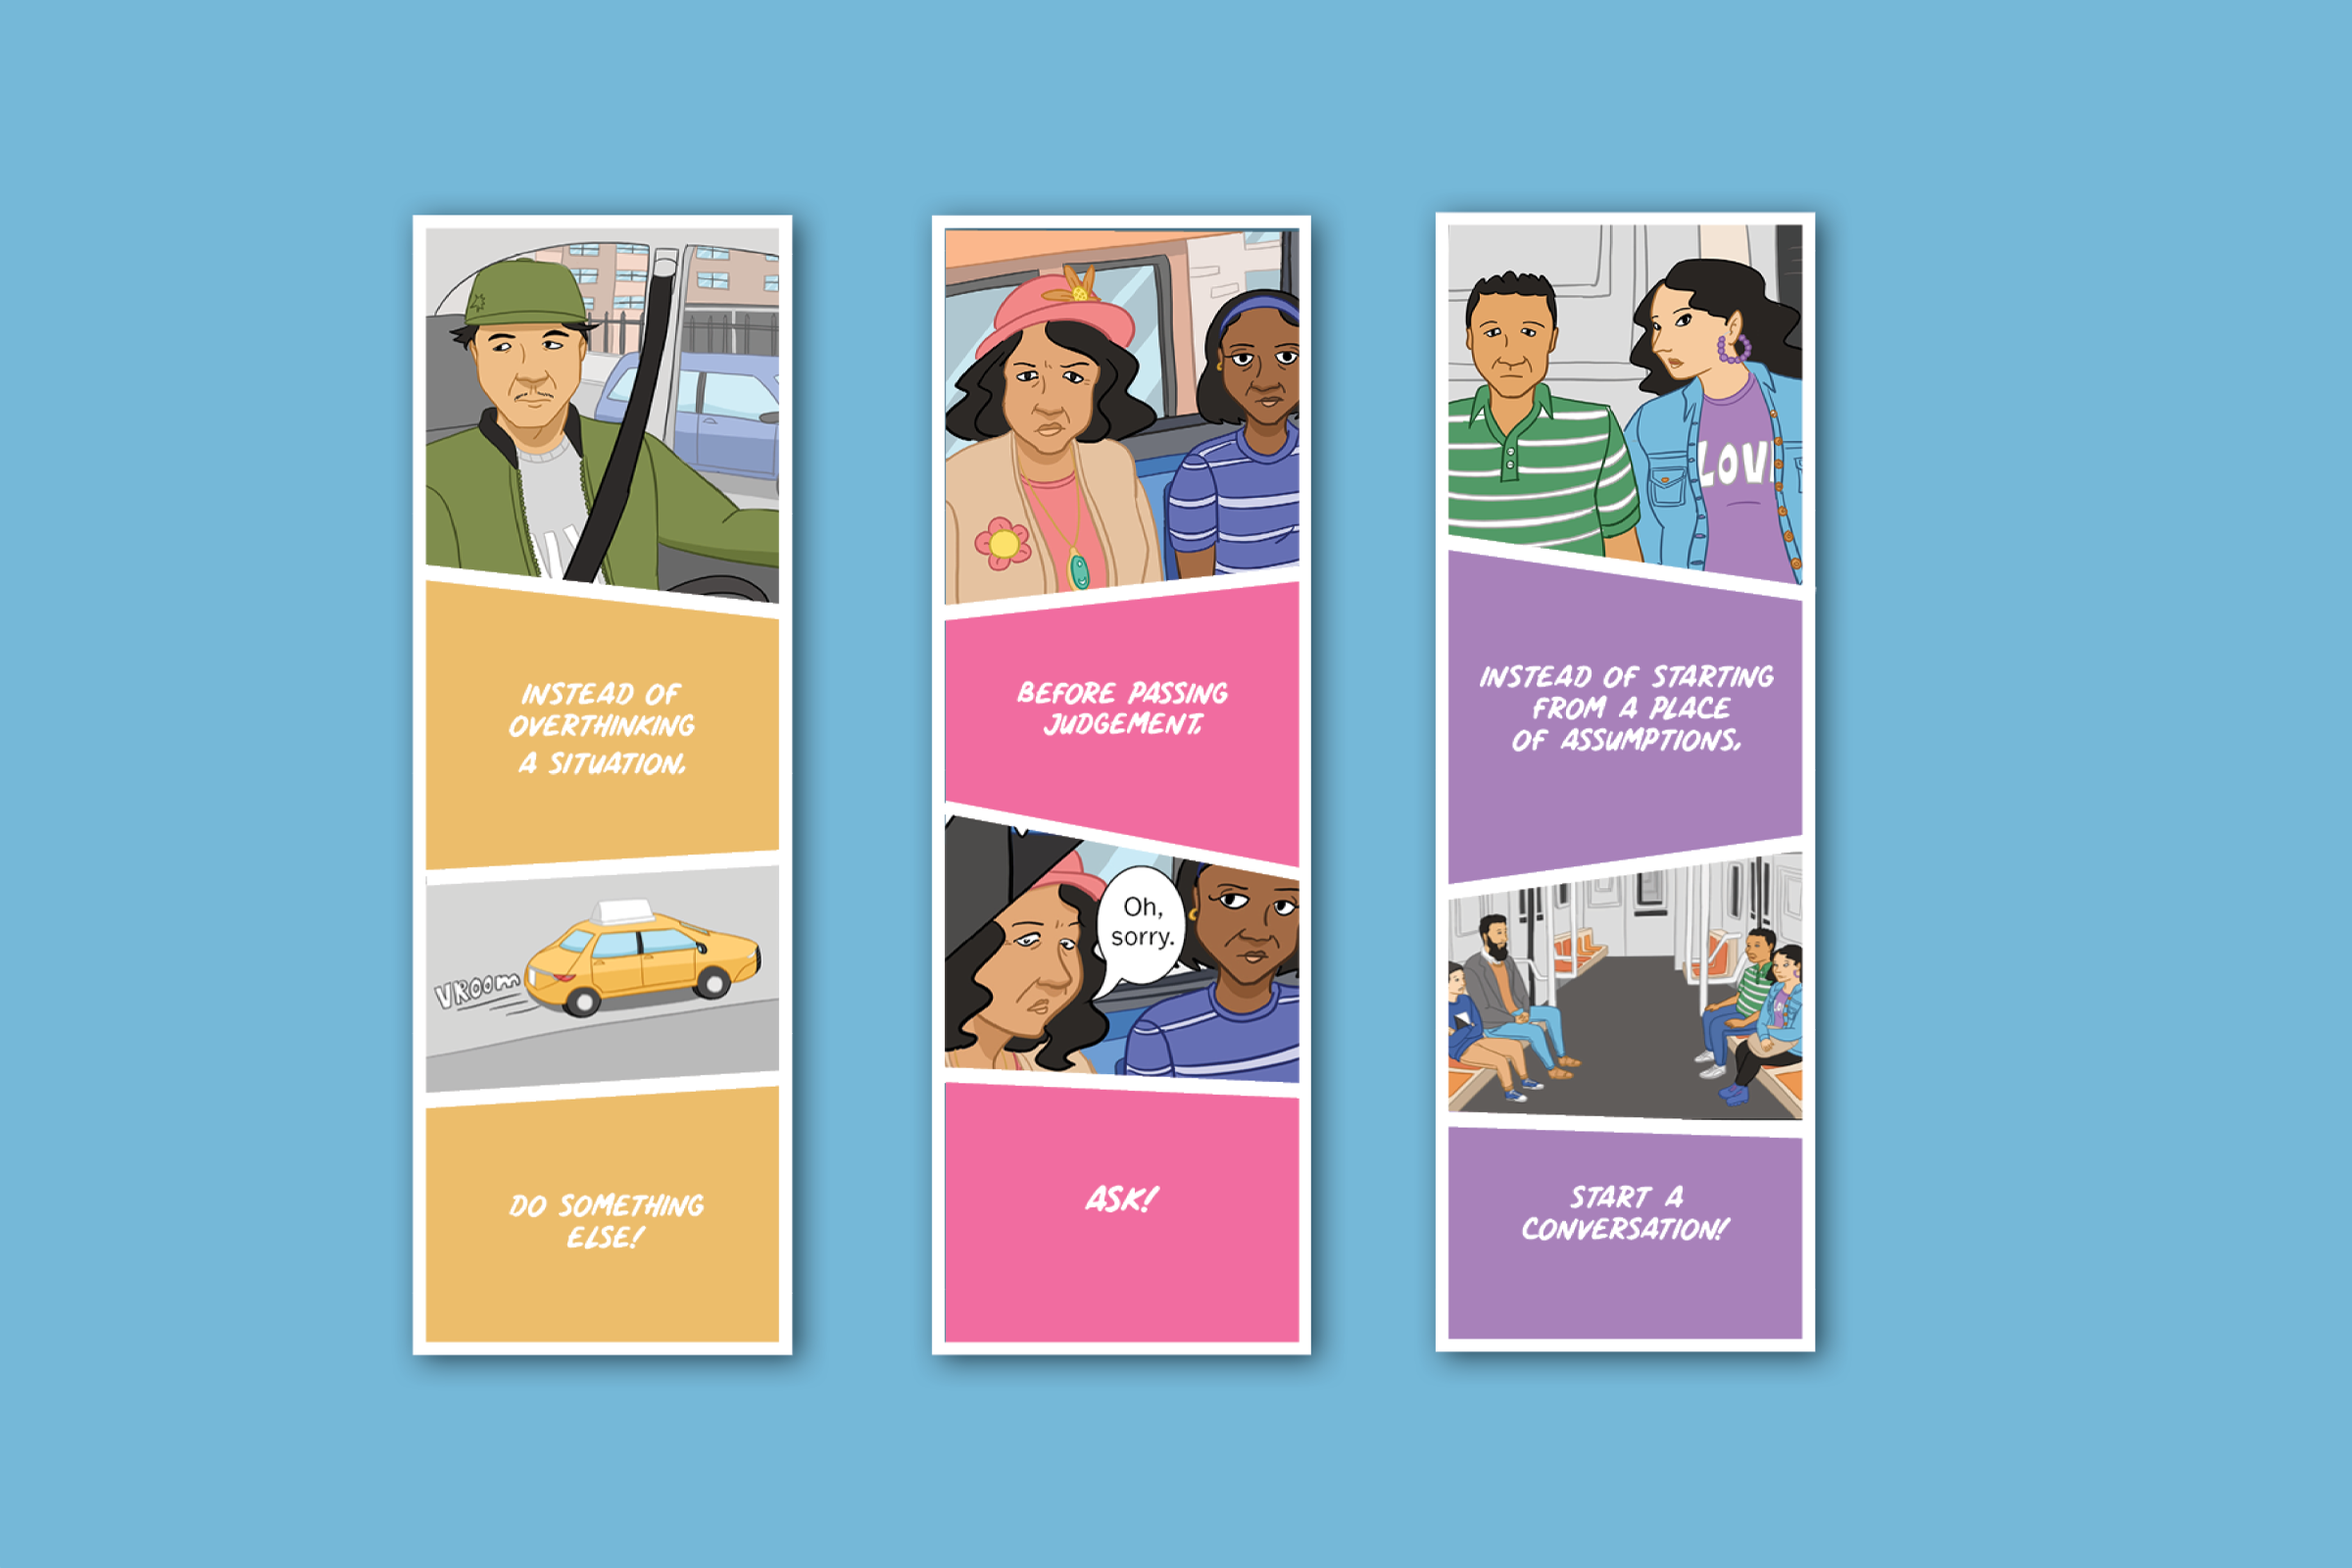 INSTEAD OF
OVERTHINKING
A SITUATION,
VROOM
DO SOMETHING
ELSE!
BEFORE PASSING
JUDGEMENT,
Oh,
sorry.
ASK!
LOV
INSTEAD OF STARTING
FROM A PLACE
OF ASSUMPTIONS,
START A
CONVERSATION!